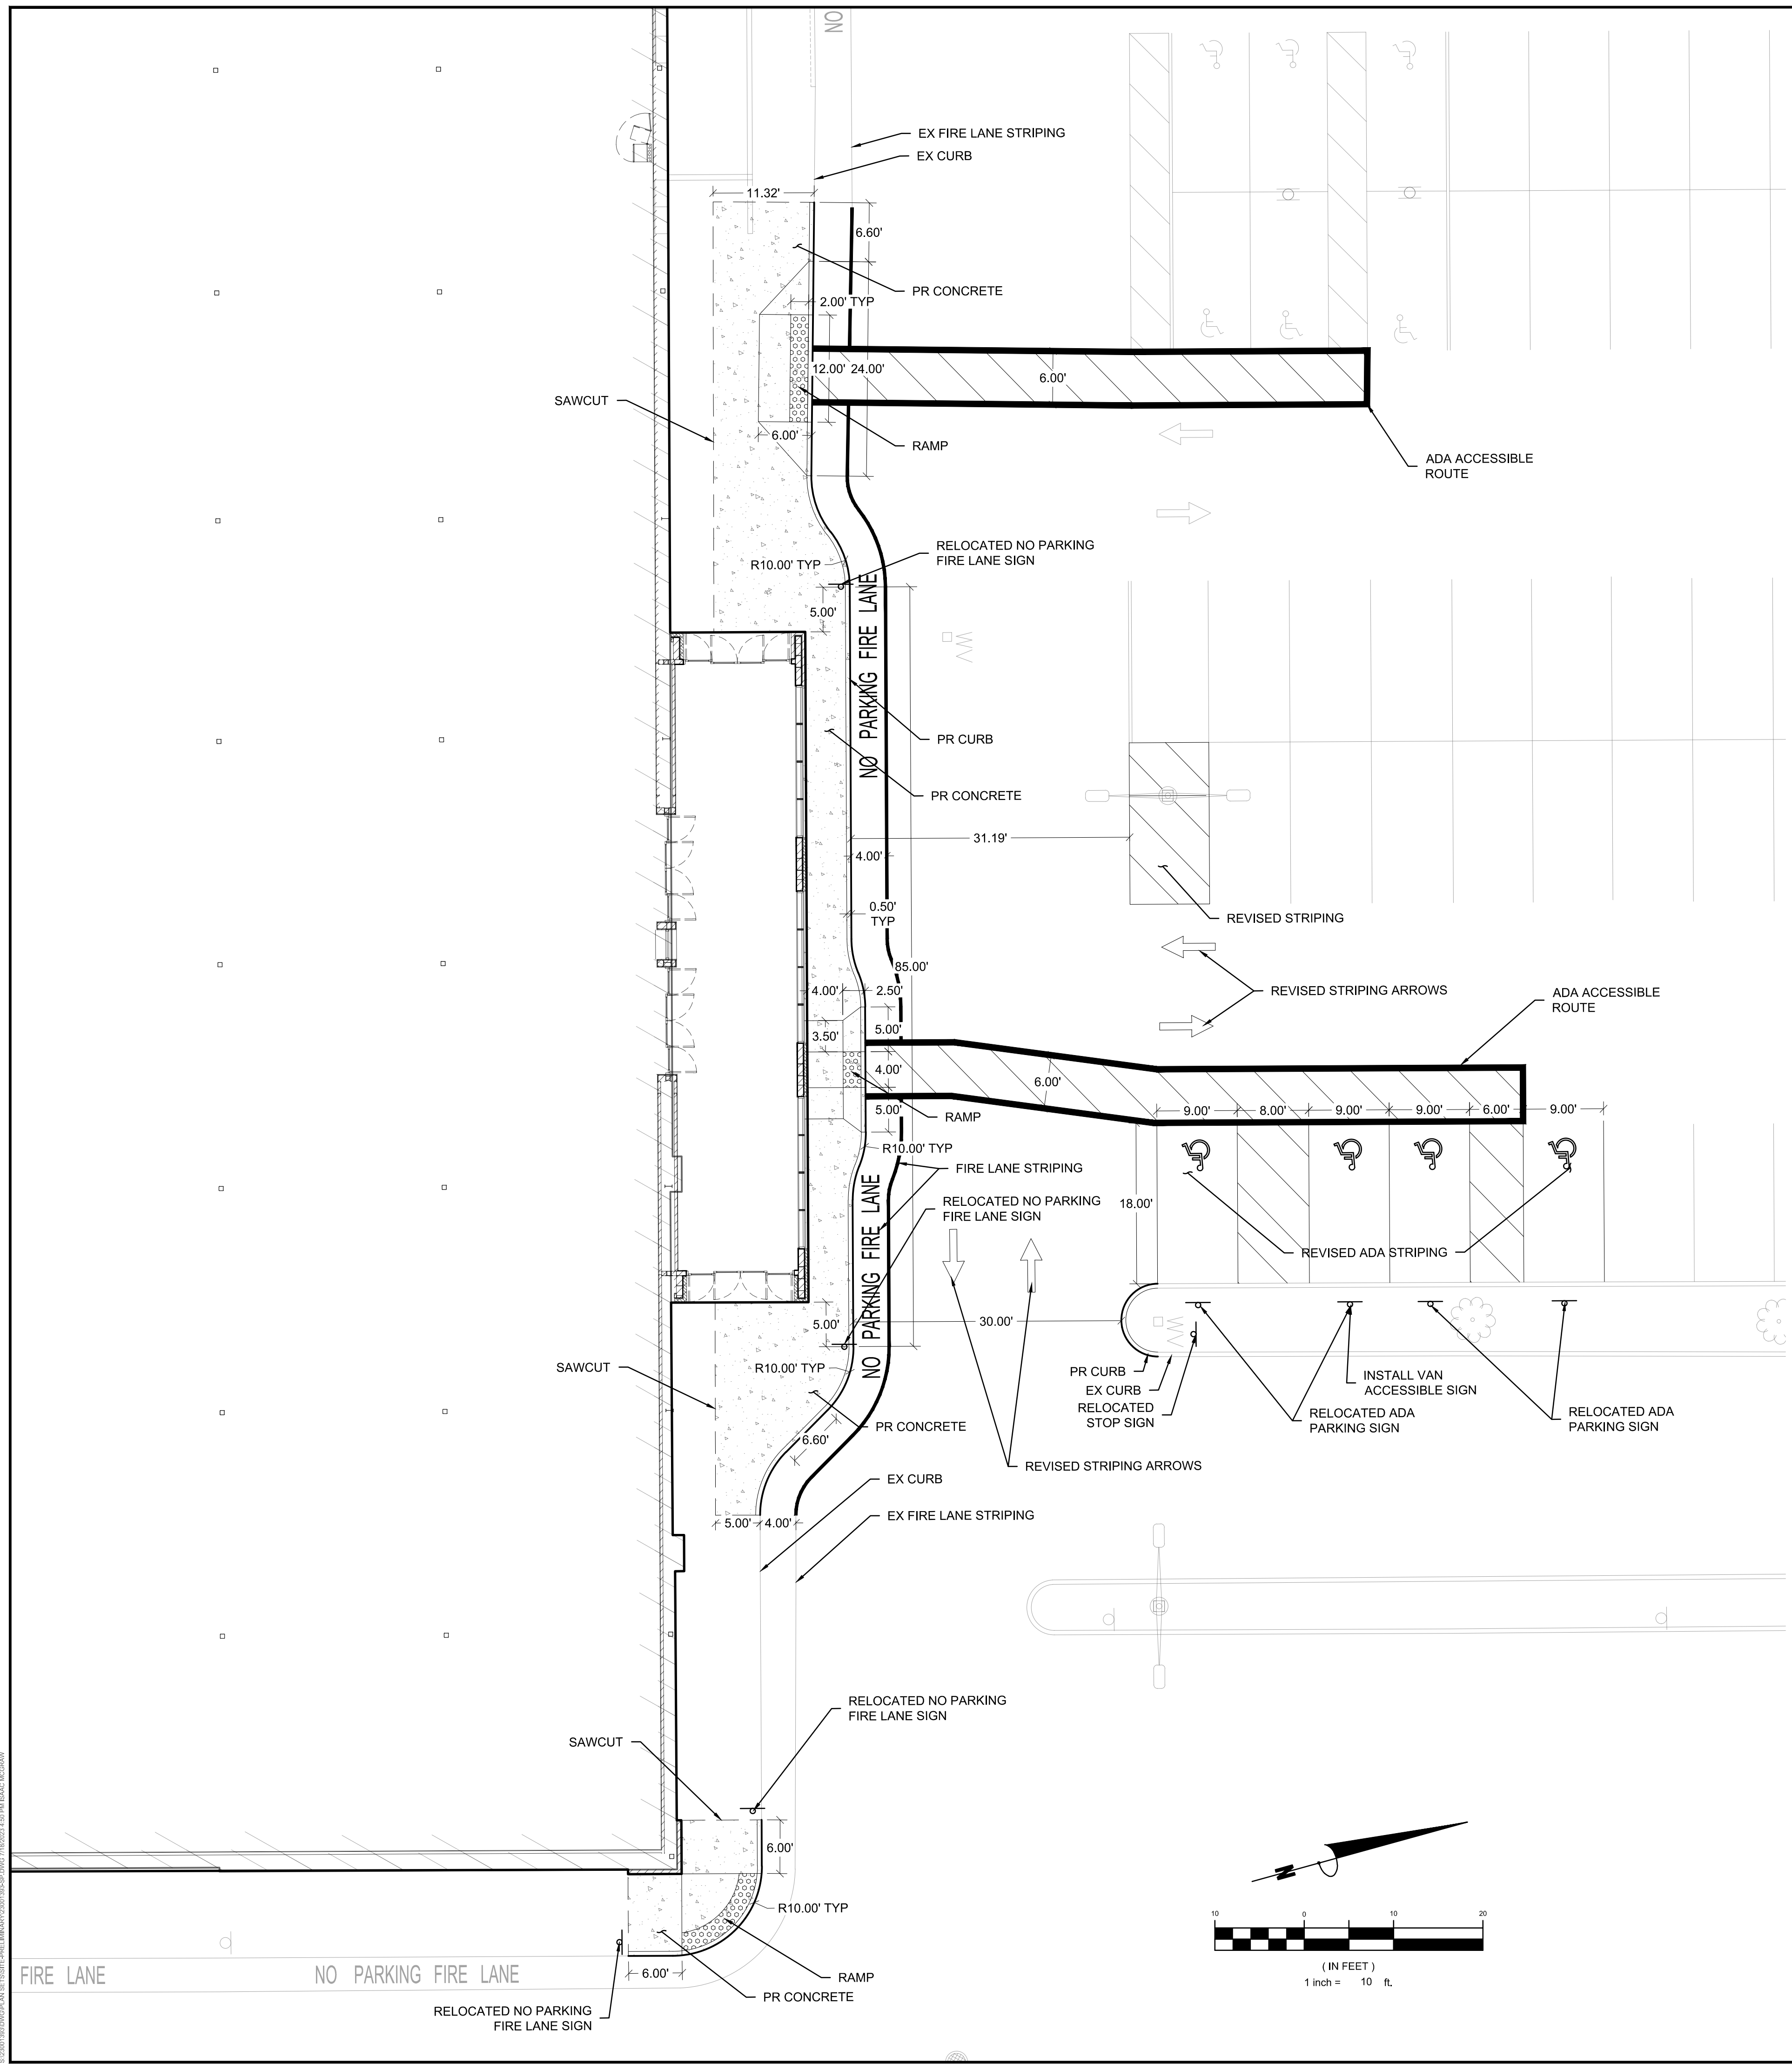 NO
EX FIRE LANE STRIPING
EX CURB
11.32'
6.60'
PR CONCRETE
2.00' TYP
12.00'
24.00'
6.00'
SAWCUT
6.00'
RAMP
ADA ACCESSIBLE
ROUTE
RELOCATED NO PARKING
FIRE LANE SIGN
R10.00' TYP
5.00'
NO PARKING FIRE LANE
PR CURB
PR CONCRETE
31.19'
4.00'
0.50'
TYP
REVISED STRIPING
85.00'
4.00'
2.50'
REVISED STRIPING ARROWS
ADA ACCESSIBLE
ROUTE
5.00'
3.50'
4.00'
6.00'
5.00'
RAMP
9.00'
8.00'
9.00'
9.00'
6.00'
9.00'
R10.00' TYP
FIRE LANE STRIPING
NO PARKING FIRE LANE
RELOCATED NO PARKING
FIRE LANE SIGN
18.00'
REVISED ADA STRIPING
5.00'
30.00'
SAWCUT
R10.00' TYP
PR CURB
EX CURB
RELOCATED
STOP SIGN
INSTALL VAN
ACCESSIBLE SIGN
RELOCATED ADA
PARKING SIGN
RELOCATED ADA
PARKING SIGN
PR CONCRETE
6.60'
REVISED STRIPING ARROWS
EX CURB
EX FIRE LANE STRIPING
5.00'
4.00'
RELOCATED NO PARKING
FIRE LANE SIGN
SAWCUT
6.00'
R10.00' TYP
6.00'
RAMP
PR CONCRETE
FIRE LANE
NO PARKING FIRE LANE
RELOCATED NO PARKING
FIRE LANE SIGN
N
10 0 10 20
( IN FEET )
1 inch = 10 ft.